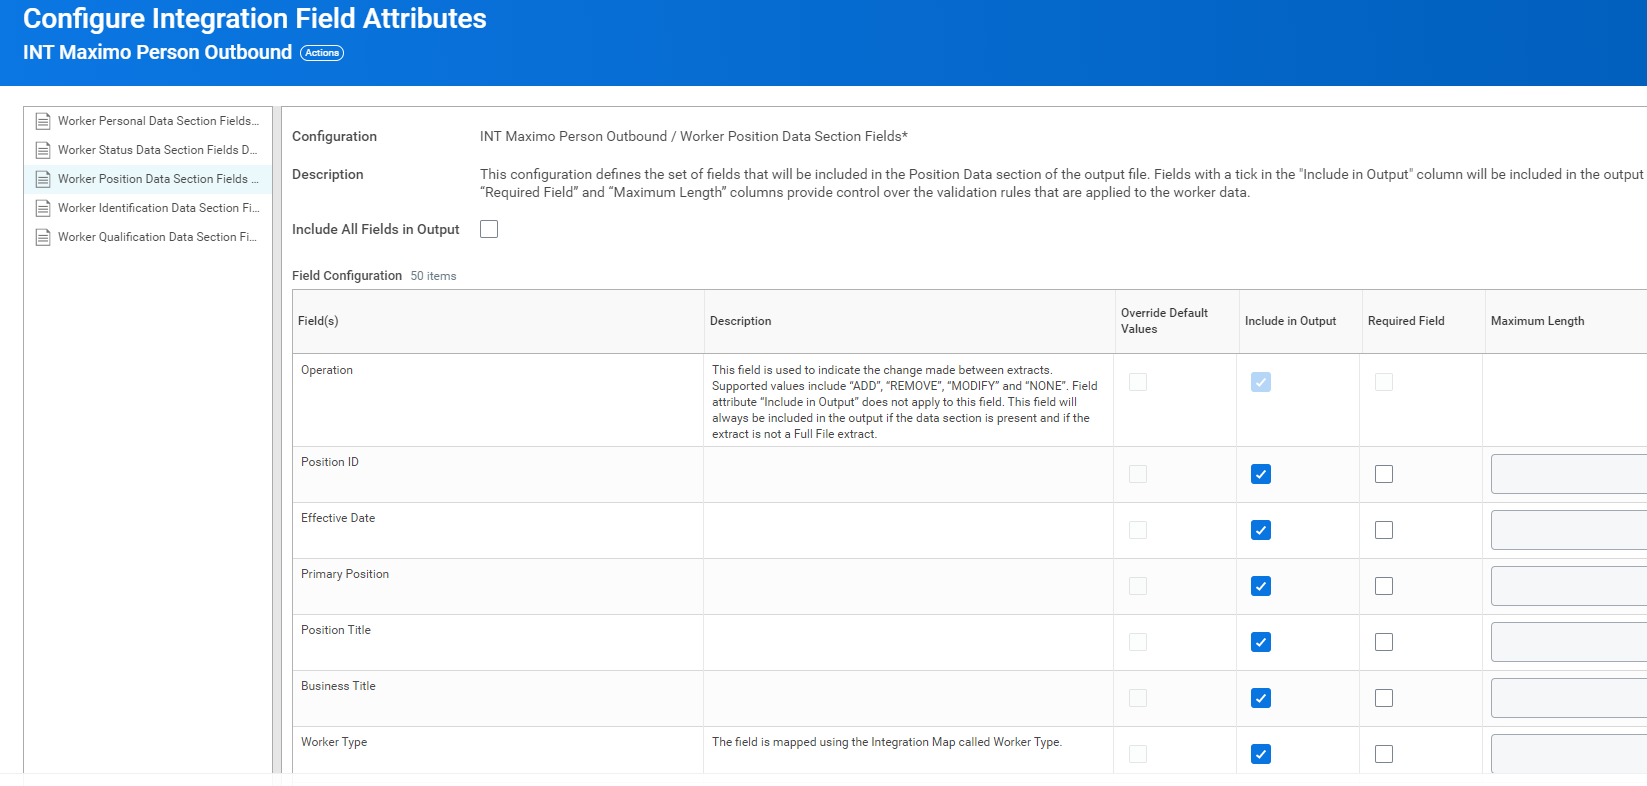 Configure Integration Field Attributes
INT Maximo Person Outbound Actions
Worker Personal Data Section Fields...
Worker Status Data Section Fields D...
Worker Position Data Section Fields ...
Worker Identification Data Section Fi...
Worker Qualification Data Section Fi...
Configuration INT Maximo Person Outbound / Worker Position Data Section Fields*
Description This configuration defines the set of fields that will be included in the Position Data section of the output file. Fields with a tick in the "Include in Output" column will be included in the output
“Required Field” and “Maximum Length” columns provide control over the validation rules that are applied to the worker data.
Include All Fields in Output
Field Configuration 50 items
Field(s) Description Override Default Values Include in Output Required Field Maximum Length
Operation
This field is used to indicate the change made between extracts.
Supported values include “ADD”, “REMOVE”, “MODIFY” and “NONE”. Field
attribute “Include in Output” does not apply to this field. This field will
always be included in the output if the data section is present and if the
extract is not a Full File extract.
Position ID
Effective Date
Primary Position
Position Title
Business Title
Worker Type The field is mapped using the Integration Map called Worker Type.